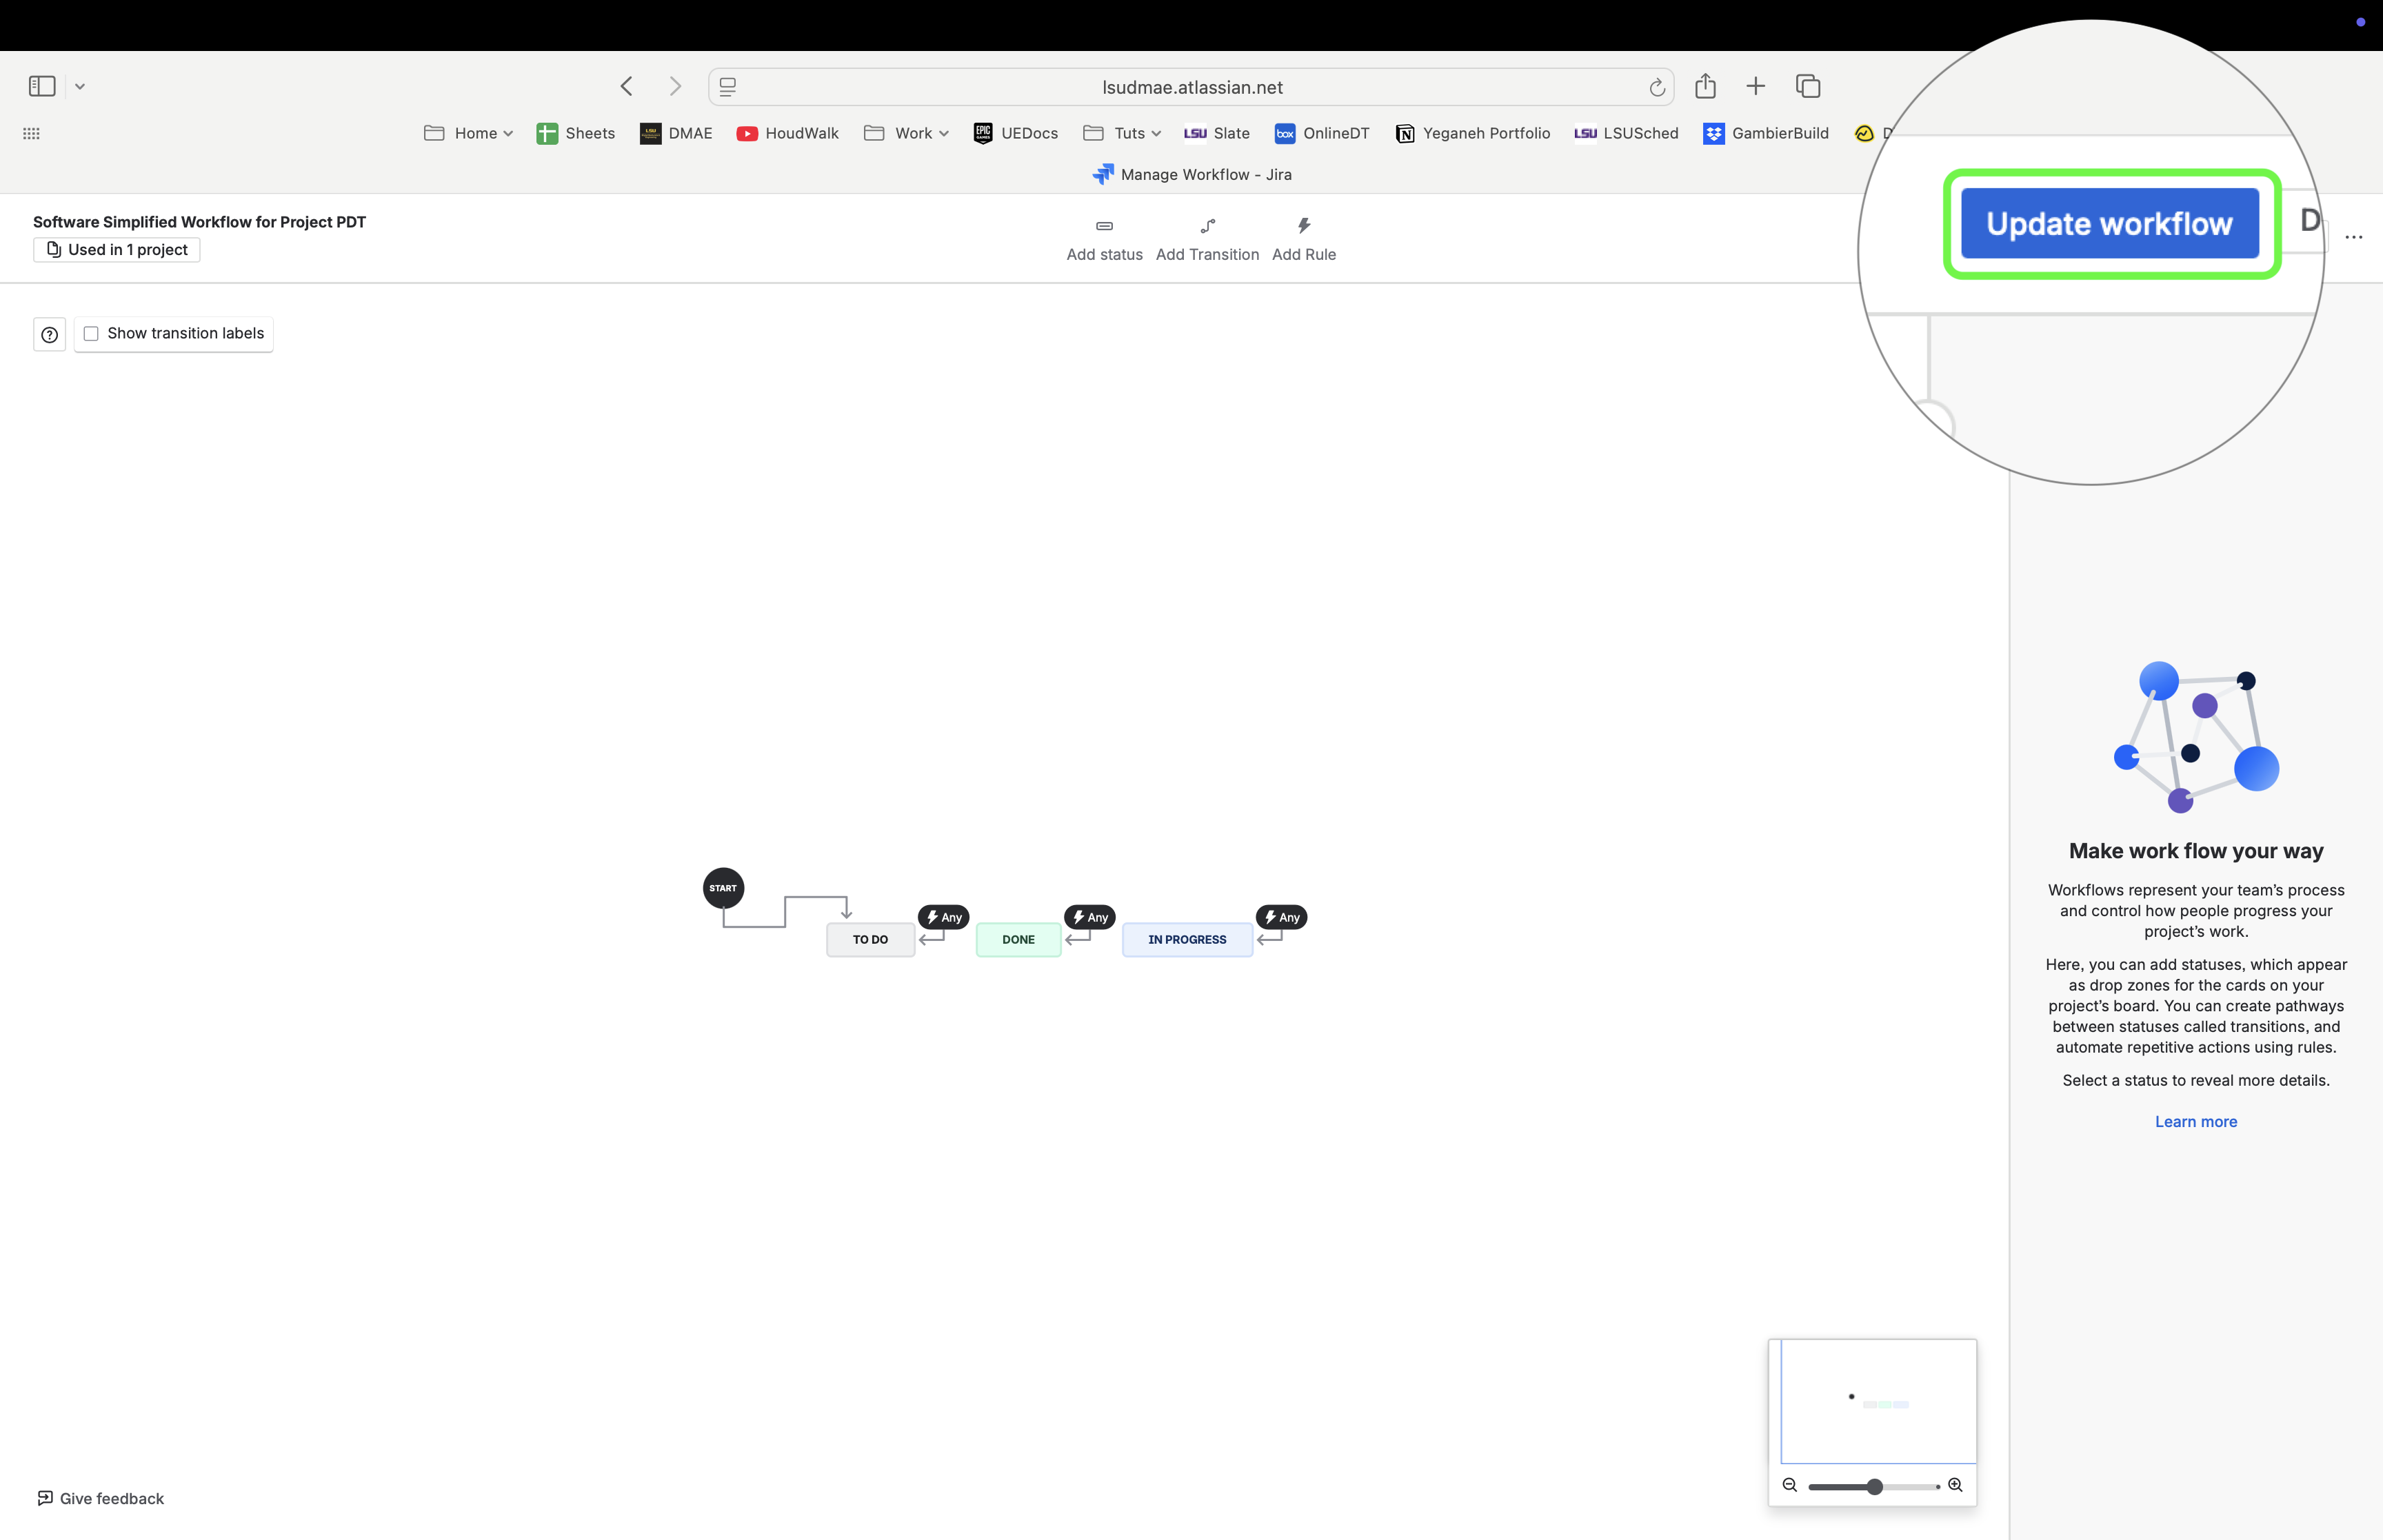 lsudmae.atlassian.net
Home Sheets DMAE HoudWalk Work UEDocs Tuts LSU Slate box OnlineDT Yeganeh Portfolio LSU LSUSched GambierBuild D
Manage Workflow - Jira
Software Simplified Workflow for Project PDT
Used in 1 project
Add status Add Transition Add Rule
Update workflow
D
Show transition labels
START
Any Any Any
TO DO DONE IN PROGRESS
Make work flow your way
Workflows represent your team’s process
and control how people progress your
project’s work.
Here, you can add statuses, which appear
as drop zones for the cards on your
project’s board. You can create pathways
between statuses called transitions, and
automate repetitive actions using rules.
Select a status to reveal more details.
Learn more
Give feedback